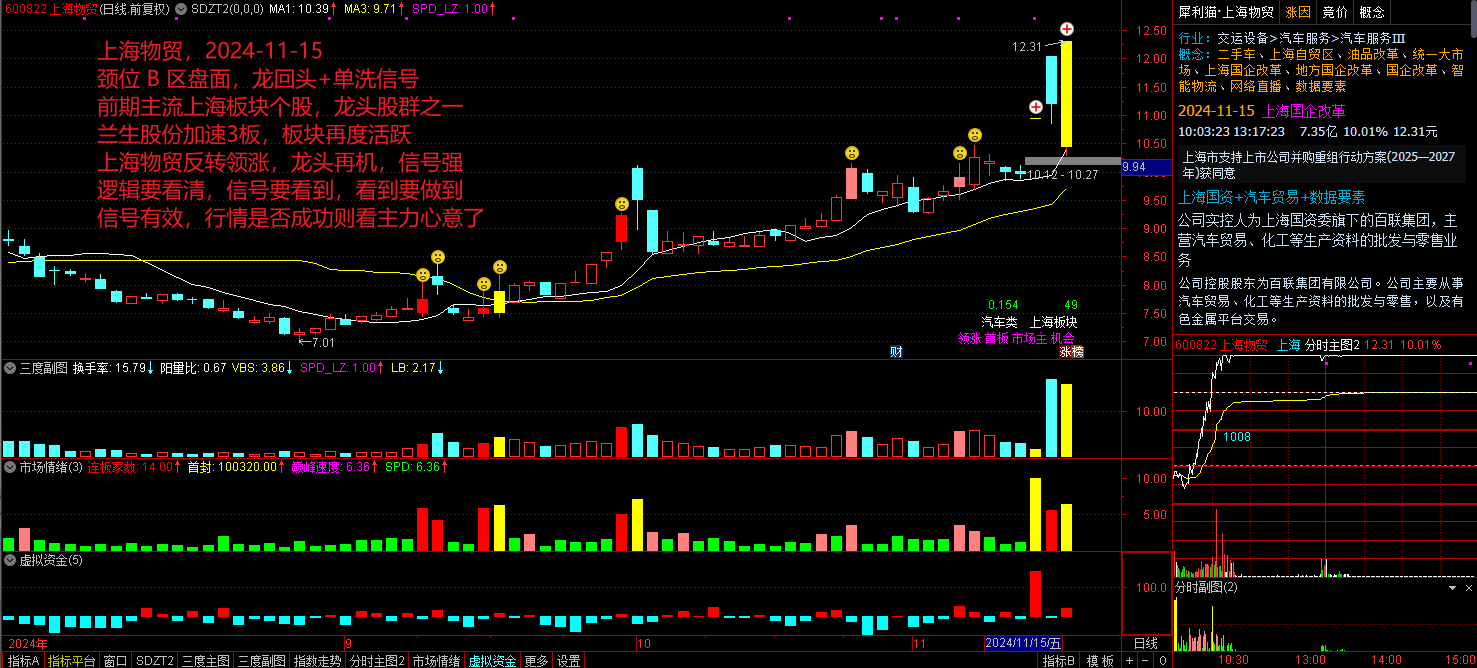 600822 上海物贸(日线.前复权) SDZT2(0,0,0) MA1: 10.39↑ MA3: 9.71↑ SPD_LZ: 1.00↑
上海物贸，2024-11-15
颈位 B 区盘面，龙回头+单洗信号
前期主流上海板块个股，龙头股群之一
兰生股份加速3板，板块再度活跃
上海物贸反转领涨，龙头再机，信号强
逻辑要看清，信号要看到，看到要做到
信号有效，行情是否成功则看主力心意了
12.31
10.12 - 10.27
←7.01
0.154 49
汽车类 上海板块
领涨 首板 市场主 机会
财 涨榜
12.50
12.00
11.50
11.00
10.50
9.94
9.50
9.00
8.50
8.00
7.50
7.00
三度副图 换手率: 15.79↓ 阳量比: 0.67 VBS: 3.86↓ SPD_LZ: 1.00↑ LB: 2.17↓
10.00
市场情绪(3) 连板家数: 14.00↑ 首封: 100320.00↑ 巅峰速度: 6.36↑ SPD: 6.36↑
10.00
5.00
虚拟资金(5)
100.0
2024年 9 10 11 2024/11/15/五 日线
指标A 指标平台 窗口 SDZT2 三度主图 三度副图 指数走势 分时主图2 市场情绪 虚拟资金 更多 设置 指标B 模 板 + − 0
犀利猫·上海物贸 涨因 竞价 概念
行业: 交运设备>汽车服务>汽车服务Ⅲ
概念: 二手车、上海自贸区、油品改革、统一大市
场、上海国企改革、地方国企改革、国企改革、智
能物流、网络直播、数据要素
2024-11-15 上海国企改革
10:03:23 13:17:23 7.35亿 10.01% 12.31元
上海市支持上市公司并购重组行动方案(2025—2027
年)获同意
上海国资+汽车贸易+数据要素
公司实控人为上海国资委旗下的百联集团，主
营汽车贸易、化工等生产资料的批发与零售业
务
公司控股股东为百联集团有限公司。公司主要从事
汽车贸易、化工等生产资料的批发与零售，以及有
色金属平台交易。
600822 上海物贸 上海 分时主图2 12.31 10.01%
1008
分时副图(2)
10:30 13:00 14:00 15:00